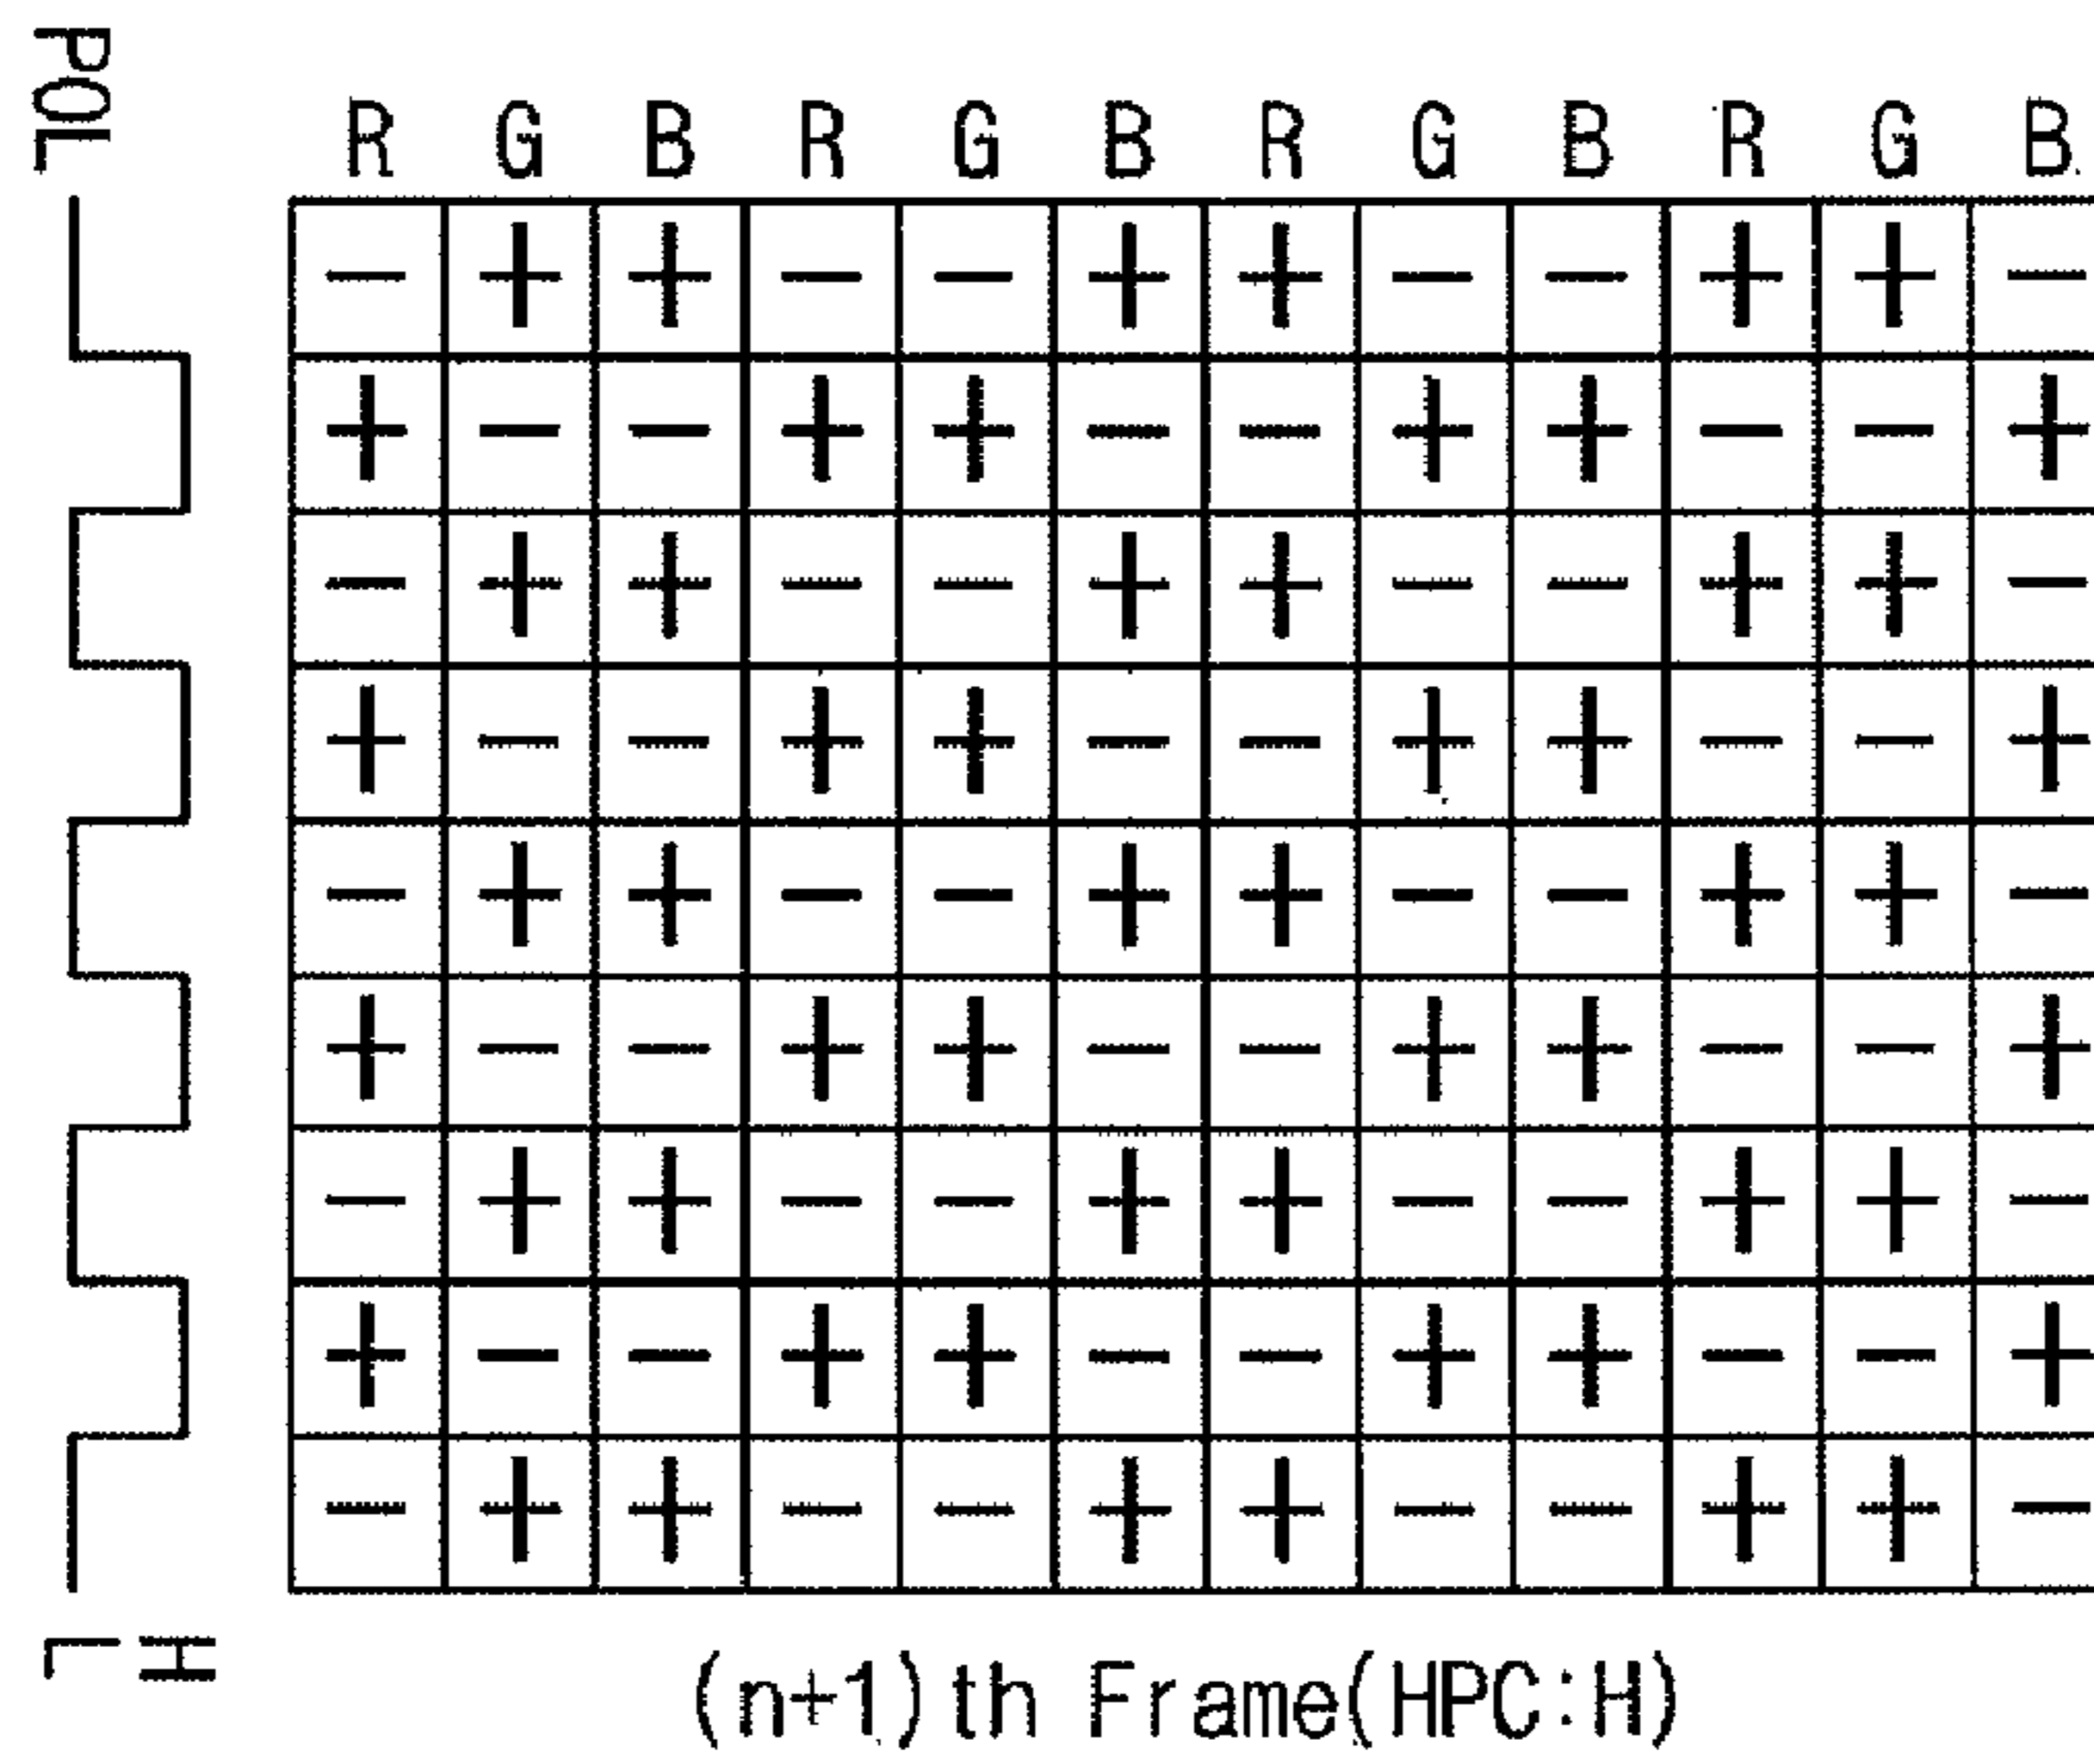 POL
R G B R G B R G B R G B
− + + − − + + − − + + −
+ − − + + − − + + − − +
− + + − − + + − − + + −
+ − − + + − − + + − − +
− + + − − + + − − + + −
+ − − + + − − + + − − +
− + + − − + + − − + + −
+ − − + + − − + + − − +
− + + − − + + − − + + −
L H
(n+1)th Frame(HPC:H)